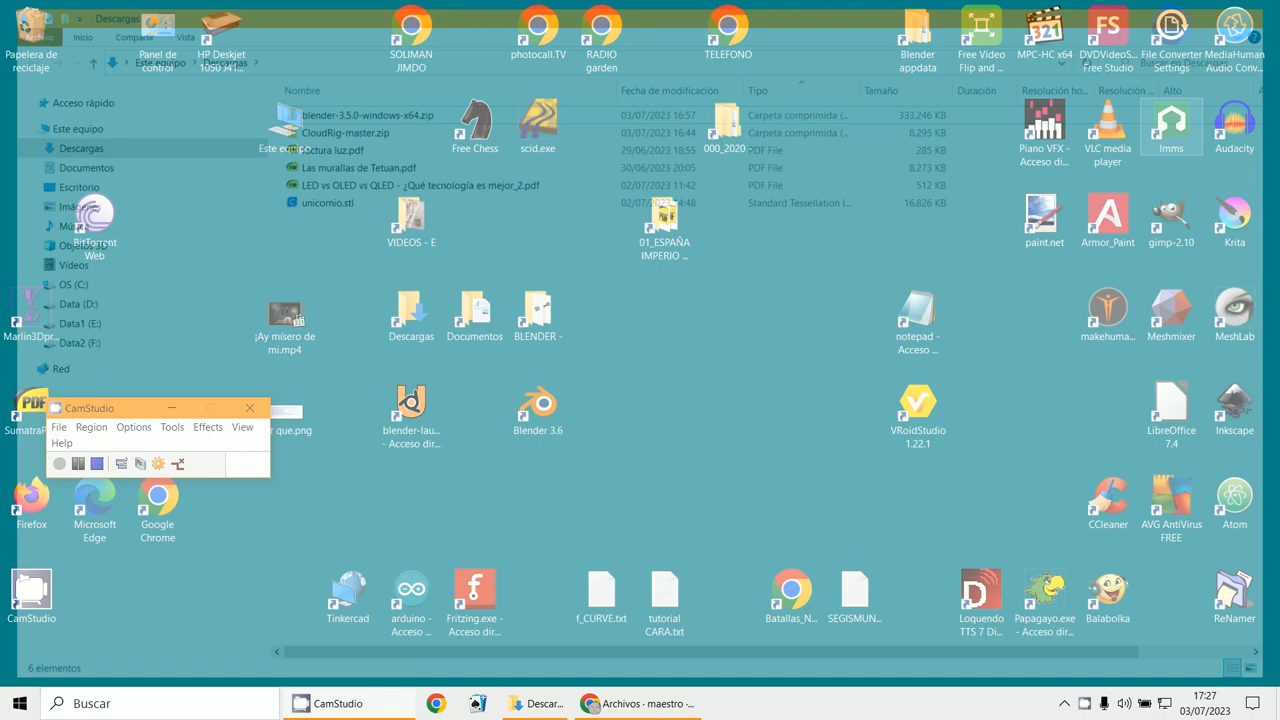 Descargas
Archivo
Inicio
Compartir
Vista
Este equipo
Descargas
Buscar en Descargas
Papelera de
reciclaje
Panel de
control
HP Deskjet
1050 J41...
SOLIMAN
JIMDO
photocall.TV
RADIO
garden
TELEFONO
Blender
appdata
Free Video
Flip and ...
MPC-HC x64
DVDVideoS...
Free Studio
File Converter
Settings
MediaHuman
Audio Conv...
Nombre
Fecha de modificación
Tipo
Tamaño
Duración
Resolución ho...
Resolución ...
Alto
Acceso rápido
Este equipo
Descargas
Documentos
Escritorio
Objetos 3D
Vídeos
OS (C:)
Data (D:)
Data1 (E:)
Data2 (F:)
Red
blender-3.5.0-windows-x64.zip
03/07/2023 16:57
Carpeta comprimida (...
333.246 KB
CloudRig-master.zip
03/07/2023 16:44
Carpeta comprimida (...
8.295 KB
factura luz.pdf
29/06/2023 18:55
PDF File
285 KB
Las murallas de Tetuan.pdf
30/06/2023 20:05
PDF File
8.273 KB
LED vs OLED vs QLED - ¿Qué tecnología es mejor_2.pdf
02/07/2023 11:42
PDF File
512 KB
unicornio.stl
Standard Tessellation L...
16.826 KB
Este equipo
Free Chess
scid.exe
000_2020
Piano VFX -
Acceso di...
VLC media
player
lmms
Audacity
BitTorrent
Web
VIDEOS - E
01_ESPAÑA
IMPERIO ...
paint.net
Armor_Paint
gimp-2.10
Krita
Marlin3Dpr...
¡Ay mísero de
mi.mp4
Descargas
Documentos
BLENDER -
notepad -
Acceso ...
makehuma...
Meshmixer
MeshLab
PDF
CamStudio
File
Region
Options
Tools
Effects
View
Help
blender-lau...
- Acceso dir...
Blender 3.6
VRoidStudio
1.22.1
LibreOffice
7.4
Inkscape
Firefox
Microsoft
Edge
Google
Chrome
CCleaner
AVG AntiVirus
FREE
Atom
CamStudio
Tinkercad
arduino -
Acceso ...
Fritzing.exe -
Acceso dir...
f_CURVE.txt
tutorial
CARA.txt
Batallas_N...
SEGISMUN...
Loquendo
TTS 7 Di...
Papagayo.exe
- Acceso dir...
Balabolka
ReNamer
6 elementos
Buscar
CamStudio
Descar...
Archivos · maestro ·...
17:27
03/07/2023